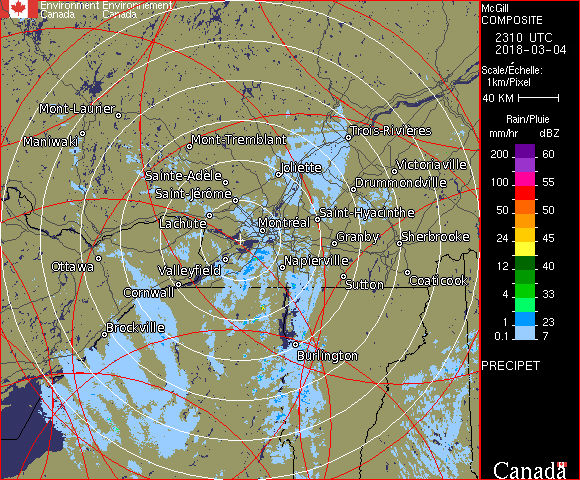 Environment Environnement
Canada Canada
McGill
COMPOSITE
2310 UTC
2018-03-04
Scale/Échelle:
1km/Pixel
40 KM
Rain/Pluie
mm/hr dBZ
200 60
100 55
50 50
24 45
12 40
4 33
1 23
0.1 7
PRECIPET
Canada
Mont-Laurier
Maniwaki
Mont-Tremblant
Trois-Rivières
Sainte-Adèle
Joliette
Victoriaville
Saint-Jérôme
Drummondville
Lachute
Montréal
Saint-Hyacinthe
Granby
Sherbrooke
Ottawa
Valleyfield
Napierville
Cornwall
Sutton
Coaticook
Brockville
Burlington